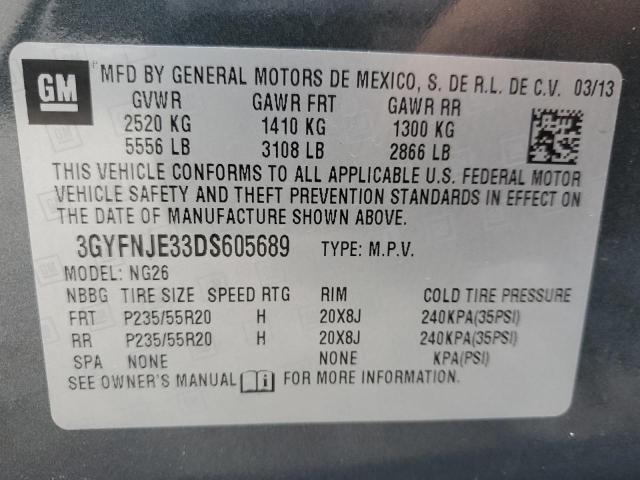 GM MFD BY GENERAL MOTORS DE MEXICO, S. DE R.L. DE C.V. 03/13
GVWR GAWR FRT GAWR RR
2520 KG 1410 KG 1300 KG
5556 LB 3108 LB 2866 LB
THIS VEHICLE CONFORMS TO ALL APPLICABLE U.S. FEDERAL MOTOR
VEHICLE SAFETY AND THEFT PREVENTION STANDARDS IN EFFECT ON
THE DATE OF MANUFACTURE SHOWN ABOVE.
3GYFNJE33DS605689 TYPE: M.P.V.
MODEL: NG26
NBBG TIRE SIZE SPEED RTG RIM COLD TIRE PRESSURE
FRT P235/55R20 H 20X8J 240KPA(35PSI)
RR P235/55R20 H 20X8J 240KPA(35PSI)
SPA NONE NONE KPA(PSI)
SEE OWNER'S MANUAL i FOR MORE INFORMATION.